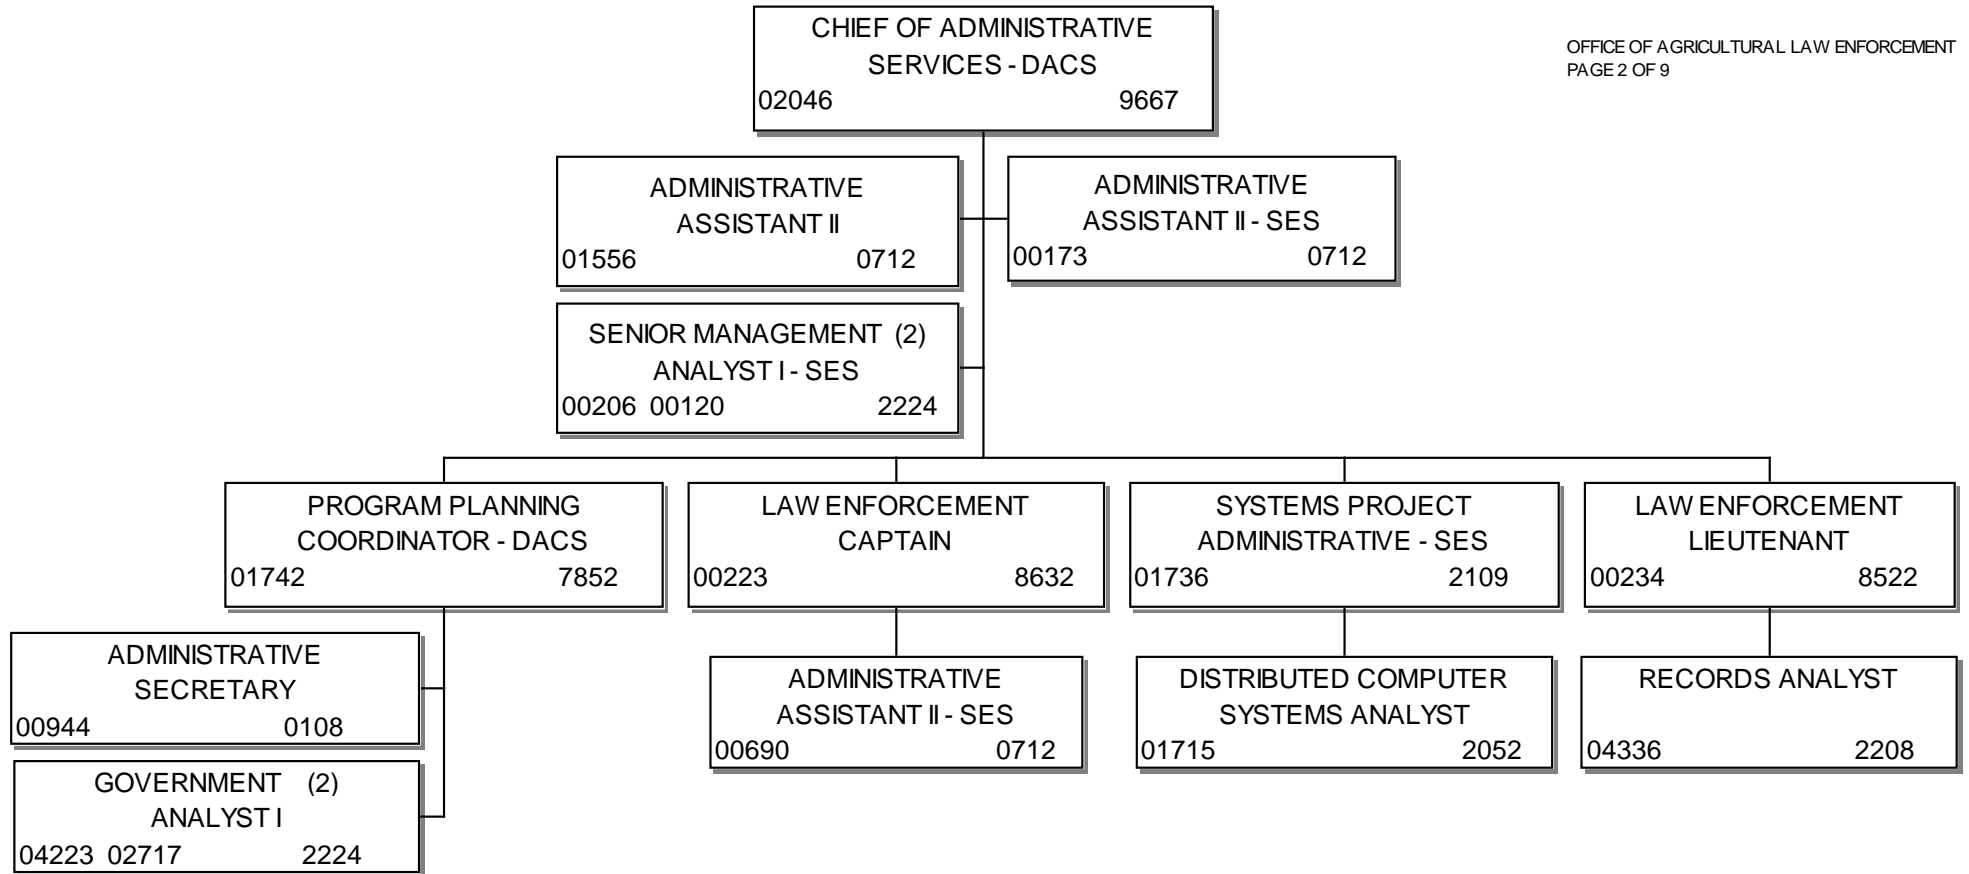 CHIEF OF ADMINISTRATIVE
SERVICES - DACS
02046 9667
OFFICE OF AGRICULTURAL LAW ENFORCEMENT
PAGE 2 OF 9
ADMINISTRATIVE
ASSISTANT II
01556 0712
ADMINISTRATIVE
ASSISTANT II - SES
00173 0712
SENIOR MANAGEMENT (2)
ANALYST I - SES
00206 00120 2224
PROGRAM PLANNING
COORDINATOR - DACS
01742 7852
LAW ENFORCEMENT
CAPTAIN
00223 8632
SYSTEMS PROJECT
ADMINISTRATIVE - SES
01736 2109
LAW ENFORCEMENT
LIEUTENANT
00234 8522
ADMINISTRATIVE
SECRETARY
00944 0108
GOVERNMENT (2)
ANALYST I
04223 02717 2224
ADMINISTRATIVE
ASSISTANT II - SES
00690 0712
DISTRIBUTED COMPUTER
SYSTEMS ANALYST
01715 2052
RECORDS ANALYST
04336 2208